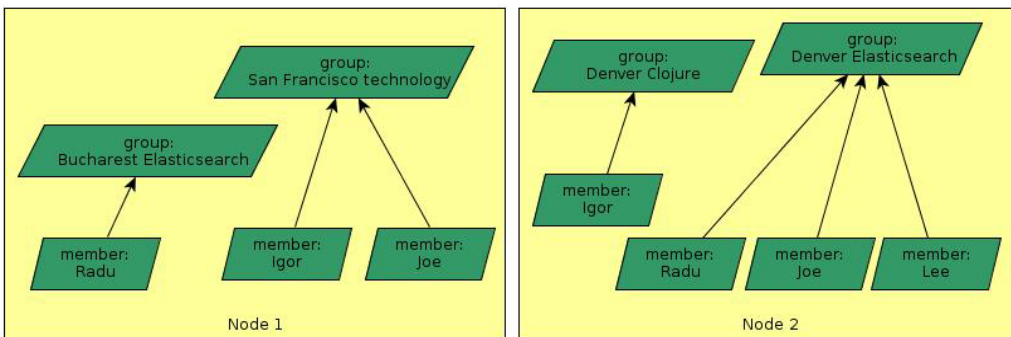 group:
San Francisco technology
group:
Bucharest Elasticsearch
member:
Radu
member:
Igor
member:
Joe
Node 1
group:
Denver Clojure
group:
Denver Elasticsearch
member:
Igor
member:
Radu
member:
Joe
member:
Lee
Node 2